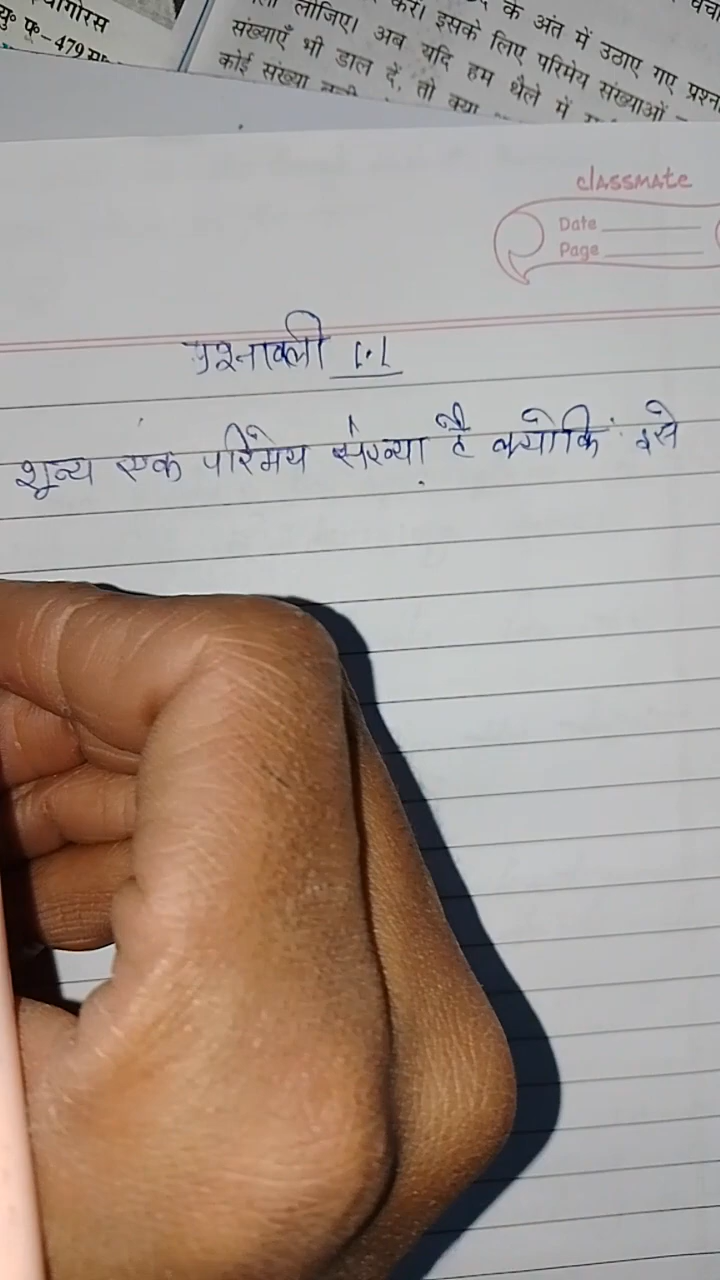 यागोरस
यु॰ पू॰–479
के अंत में उठाए गए प्रश्न
लीजिए। अब यदि हम थैले में
करें। इसके लिए परिमेय संख्याओं
संख्याएँ भी डाल दें, तो क्या
कोई संख्या
classmate
Date
Page
प्रश्नावली 1.1
शून्य एक परिमेय संख्या है क्योकिं इसे